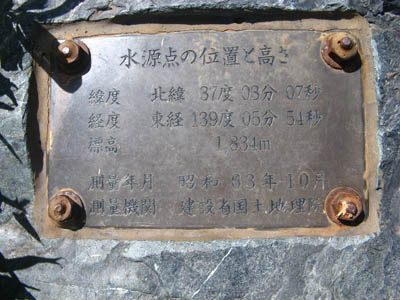 水源点の位置と高さ
緯度 北緯 37度 03分 07秒
経度 東経 139度 05分 54秒
標高 1,834m
測量年月 昭和 63年10月
測量機関 建設省国土地理院